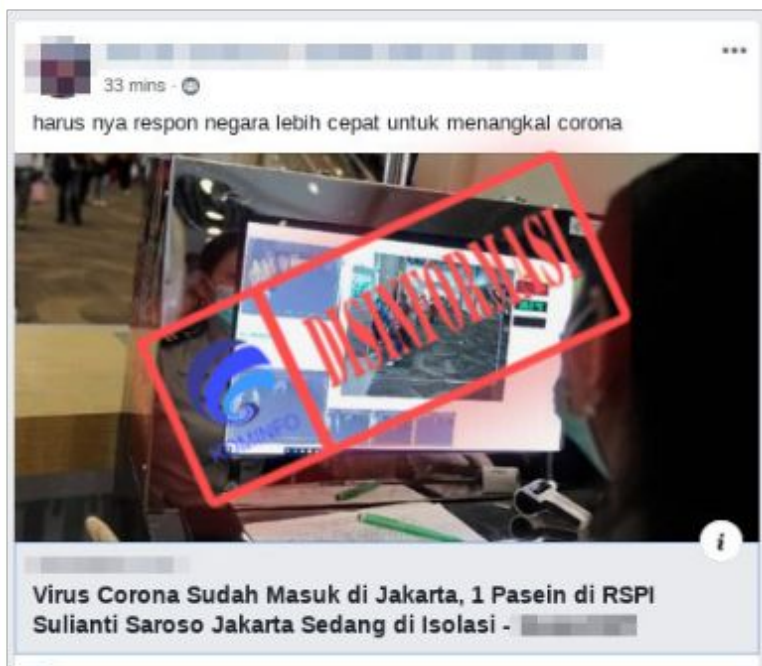 33 mins
harus nya respon negara lebih cepat untuk menangkal corona
DISINFORMASI
KOMINFO
i
Virus Corona Sudah Masuk di Jakarta, 1 Pasein di RSPI
Sulianti Saroso Jakarta Sedang di Isolasi -